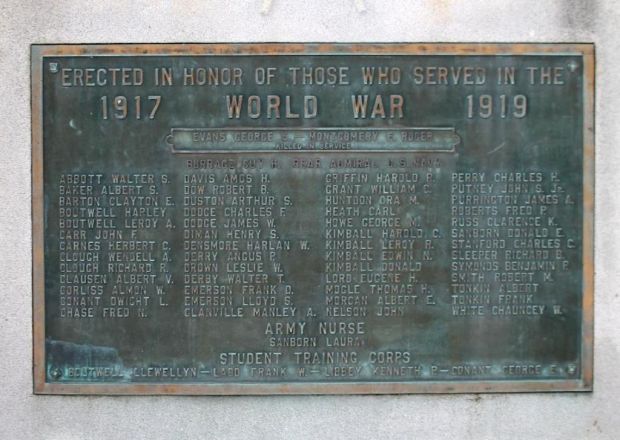 ERECTED IN HONOR OF THOSE WHO SERVED IN THE
1917 WORLD WAR 1919
EVANS GEORGE E. — MONTGOMERY F. ROGER
KILLED IN SERVICE
BURRAGE GUY H. REAR ADMIRAL U.S. NAVY
ABBOTT WALTER S. DAVIS AMOS H. GRIFFIN HAROLD R. PERRY CHARLES H.
BAKER ALBERT S. DOW ROBERT B. GRANT WILLIAM C. PUTNEY JOHN S. JR.
BARTON CLAYTON E. DUSTON ARTHUR S. HUNTOON ORA M. PURRINGTON JAMES A.
BOUTWELL HARLEY DODGE CHARLES F. HEATH CARL ROBERTS FRED P.
BOUTWELL LEROY A. DODGE JAMES W. HOWE GEORGE M. RUSS CLARENCE K.
CARR JOHN F. DIMAN HENRY S. KIMBALL HAROLD C. SANBORN DONALD E.
CARNES HERBERT C. DENSMORE HARLAN W. KIMBALL LEROY R. STANFORD CHARLES C.
CLOUGH WENDELL A. DERRY ANGUS P. KIMBALL EDWIN N. SLEEPER RICHARD B.
CLOUGH RICHARD R. DROWN LESLIE W. KIMBALL DONALD SYMONDS BENJAMIN P.
CLAUSEN ALBERT V. DERBY WALTER T. LORD EUGENE H. SMITH ROBERT M.
CORLISS ALMON W. EMERSON FRANK D. MOGLE THOMAS H. TONKIN ALBERT
CONANT DWIGHT L. EMERSON LLOYD S. MORGAN ALBERT E. TONKIN FRANK
CHASE FRED N. GLANVILLE MANLEY A. NELSON JOHN WHITE CHAUNCEY W.
ARMY NURSE
SANBORN LAURA
STUDENT TRAINING CORPS
BOUTWELL LLEWELLYN — LADD FRANK W. — LIBBEY KENNETH P. — CONANT GEORGE E.